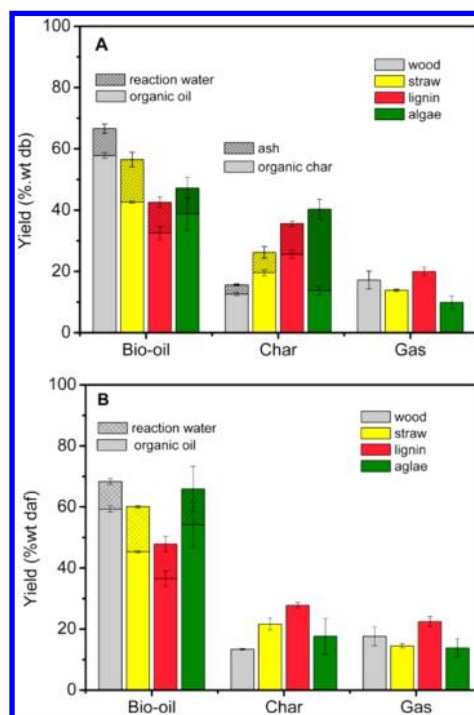 A
100
80
60
40
20
0
Yield (%.wt db)
reaction water
organic oil
ash
organic char
wood
straw
lignin
algae
Bio-oil
Char
Gas
B
100
80
60
40
20
0
Yield (%wt daf)
reaction water
organic oil
wood
straw
lignin
aglae
Bio-oil
Char
Gas